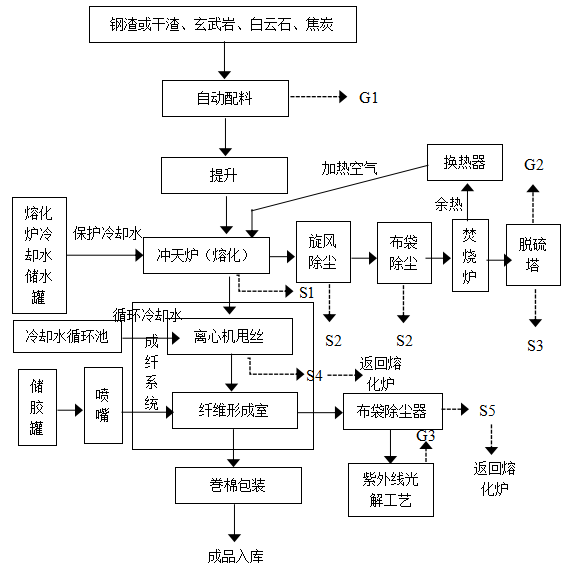 钢渣或干渣、玄武岩、白云石、焦炭
自动配料
G1
提升
加热空气
换热器
G2
余热
熔化
炉冷
却水
储水
罐
保护冷却水
冲天炉（熔化）
旋风
除尘
布袋
除尘
焚
烧
炉
脱硫
塔
S1
S2
S2
S3
循环冷却水
冷却水循环池
成
纤
系
统
离心机甩丝
S4
返回熔
化炉
储
胶
罐
喷
嘴
纤维形成室
布袋除尘器
S5
G3
紫外线光
解工艺
返回熔
化炉
巻棉包装
成品入库